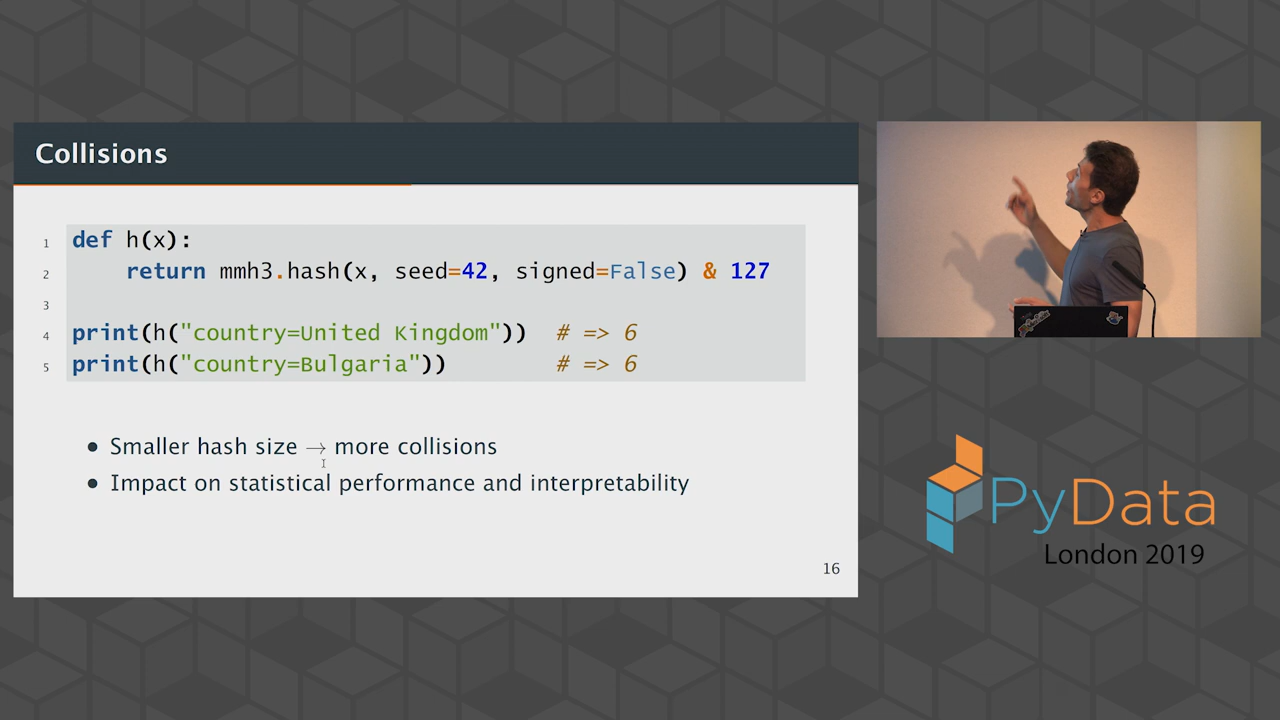 Collisions
1 def h(x):
2 return mmh3.hash(x, seed=42, signed=False) & 127
3
4 print(h("country=United Kingdom")) # => 6
5 print(h("country=Bulgaria")) # => 6
• Smaller hash size → more collisions
• Impact on statistical performance and interpretability
16
PyData
London 2019